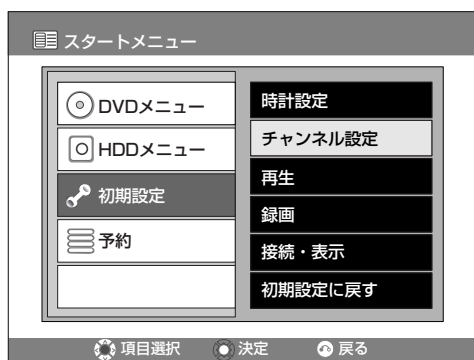 スタートメニュー
DVDメニュー
HDDメニュー
初期設定
予約
時計設定
チャンネル設定
再生
録画
接続・表示
初期設定に戻す
項目選択 決定 戻る